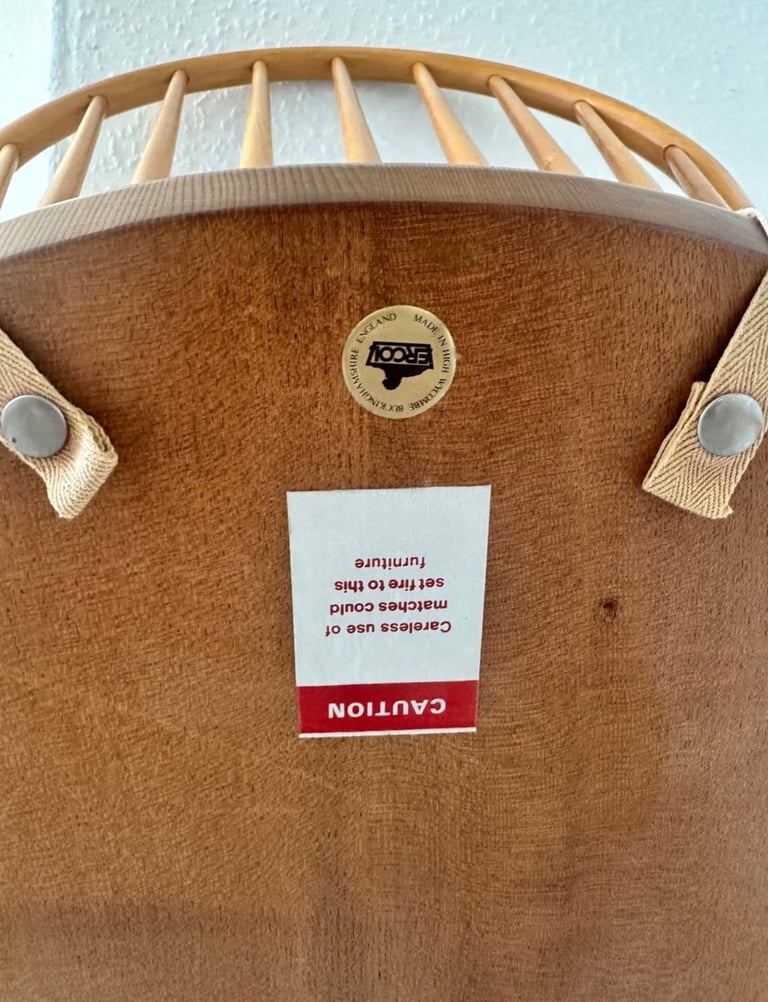 MADE IN HIGH WYCOMBE BUCKINGHAMSHIRE ENGLAND
ERCOL
CAUTION
Careless use of
matches could
set fire to this
furniture